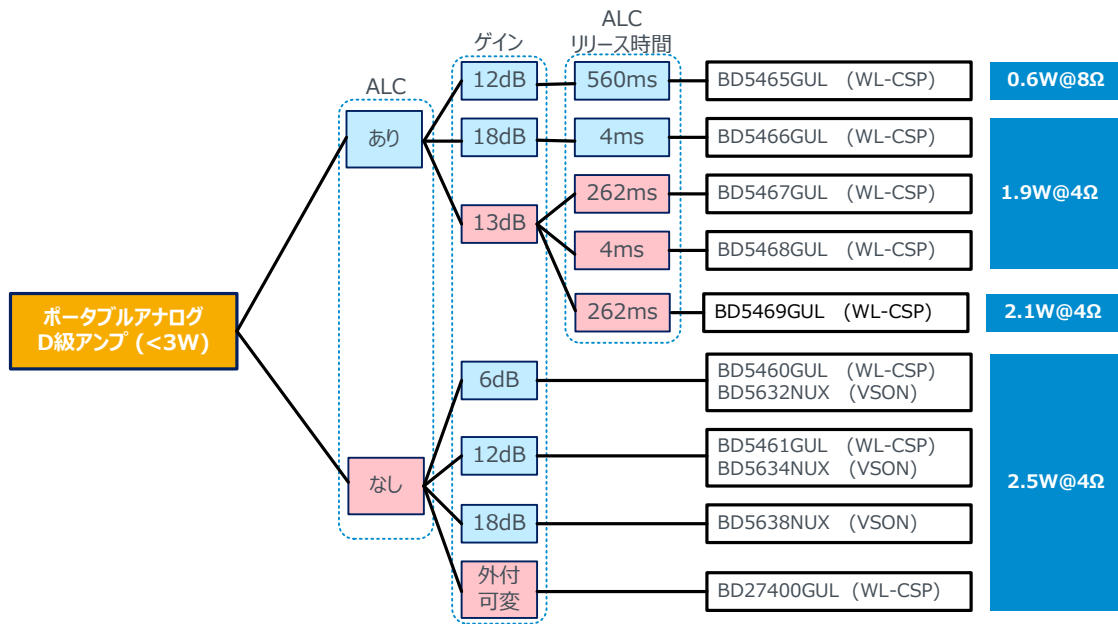 ALC
リリース時間
ゲイン
ALC
12dB
560ms
BD5465GUL (WL-CSP)
0.6W@8Ω
あり
18dB
4ms
BD5466GUL (WL-CSP)
1.9W@4Ω
13dB
262ms
BD5467GUL (WL-CSP)
4ms
BD5468GUL (WL-CSP)
262ms
BD5469GUL (WL-CSP)
2.1W@4Ω
ポータブルアナログ
D級アンプ (<3W)
6dB
BD5460GUL (WL-CSP)
BD5632NUX (VSON)
なし
12dB
BD5461GUL (WL-CSP)
BD5634NUX (VSON)
2.5W@4Ω
18dB
BD5638NUX (VSON)
外付
可変
BD27400GUL (WL-CSP)